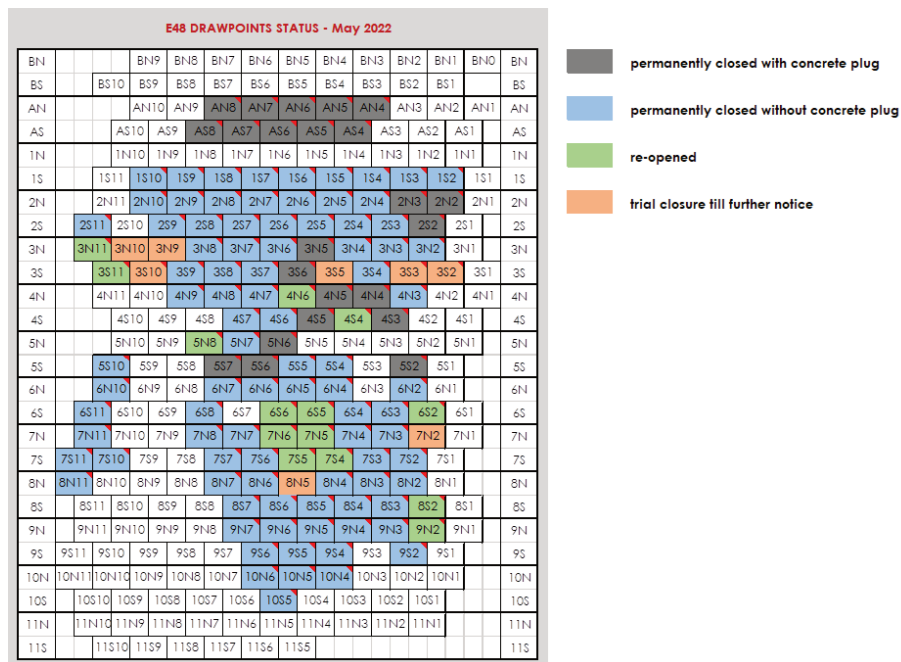 E48 DRAWPOINTS STATUS - May 2022
BN BN9 BN8 BN7 BN6 BN5 BN4 BN3 BN2 BN1 BN0 BN
BS BS10 BS9 BS8 BS7 BS6 BS5 BS4 BS3 BS2 BS1 BS
AN AN10 AN9 AN8 AN7 AN6 AN5 AN4 AN3 AN2 AN1 AN
AS AS10 AS9 AS8 AS7 AS6 AS5 AS4 AS3 AS2 AS1 AS
1N 1N10 1N9 1N8 1N7 1N6 1N5 1N4 1N3 1N2 1N1 1N
1S 1S11 1S10 1S9 1S8 1S7 1S6 1S5 1S4 1S3 1S2 1S1 1S
2N 2N11 2N10 2N9 2N8 2N7 2N6 2N5 2N4 2N3 2N2 2N1 2N
2S 2S11 2S10 2S9 2S8 2S7 2S6 2S5 2S4 2S3 2S2 2S1 2S
3N 3N11 3N10 3N9 3N8 3N7 3N6 3N5 3N4 3N3 3N2 3N1 3N
3S 3S11 3S10 3S9 3S8 3S7 3S6 3S5 3S4 3S3 3S2 3S1 3S
4N 4N11 4N10 4N9 4N8 4N7 4N6 4N5 4N4 4N3 4N2 4N1 4N
4S 4S10 4S9 4S8 4S7 4S6 4S5 4S4 4S3 4S2 4S1 4S
5N 5N10 5N9 5N8 5N7 5N6 5N5 5N4 5N3 5N2 5N1 5N
5S 5S10 5S9 5S8 5S7 5S6 5S5 5S4 5S3 5S2 5S1 5S
6N 6N10 6N9 6N8 6N7 6N6 6N5 6N4 6N3 6N2 6N1 6N
6S 6S11 6S10 6S9 6S8 6S7 6S6 6S5 6S4 6S3 6S2 6S1 6S
7N 7N11 7N10 7N9 7N8 7N7 7N6 7N5 7N4 7N3 7N2 7N1 7N
7S 7S11 7S10 7S9 7S8 7S7 7S6 7S5 7S4 7S3 7S2 7S1 7S
8N 8N11 8N10 8N9 8N8 8N7 8N6 8N5 8N4 8N3 8N2 8N1 8N
8S 8S11 8S10 8S9 8S8 8S7 8S6 8S5 8S4 8S3 8S2 8S1 8S
9N 9N11 9N10 9N9 9N8 9N7 9N6 9N5 9N4 9N3 9N2 9N1 9N
9S 9S11 9S10 9S9 9S8 9S7 9S6 9S5 9S4 9S3 9S2 9S1 9S
10N 10N11 10N10 10N9 10N8 10N7 10N6 10N5 10N4 10N3 10N2 10N1 10N
10S 10S10 10S9 10S8 10S7 10S6 10S5 10S4 10S3 10S2 10S1 10S
11N 11N10 11N9 11N8 11N7 11N6 11N5 11N4 11N3 11N2 11N1 11N
11S 11S10 11S9 11S8 11S7 11S6 11S5 11S
permanently closed with concrete plug
permanently closed without concrete plug
re-opened
trial closure till further notice